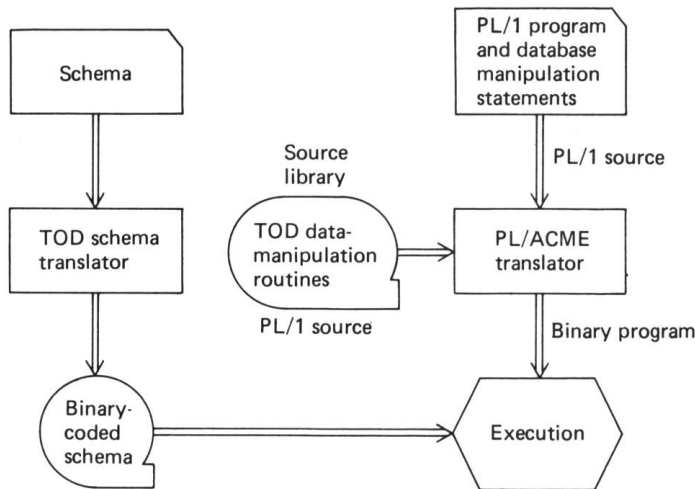 Schema
PL/1 program
and database
manipulation
statements
PL/1 source
Source
library
TOD schema
translator
TOD data-
manipulation
routines
PL/ACME
translator
PL/1 source
Binary program
Binary-
coded
schema
Execution